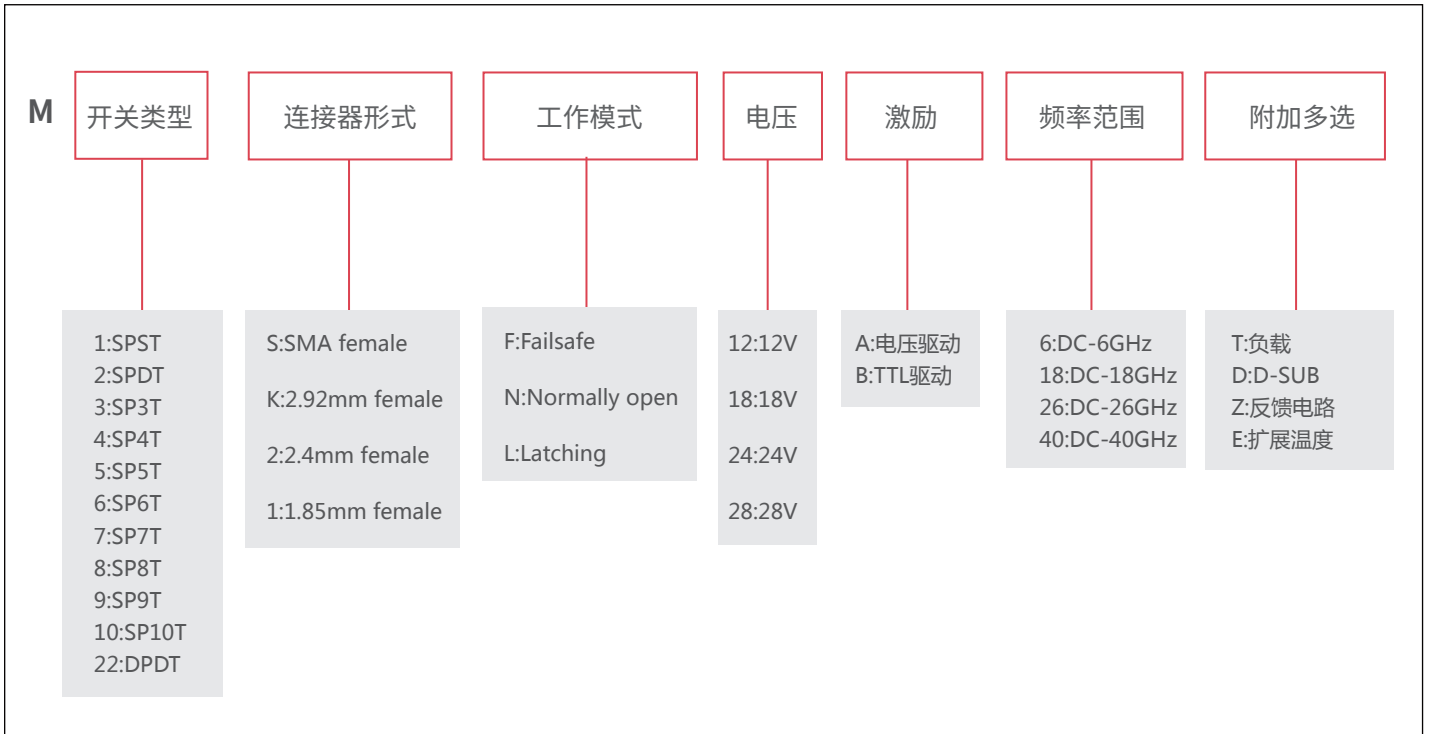 M
开关类型
连接器形式
工作模式
电压
激励
频率范围
附加多选
1:SPST
2:SPDT
3:SP3T
4:SP4T
5:SP5T
6:SP6T
7:SP7T
8:SP8T
9:SP9T
10:SP10T
22:DPDT
S:SMA female
K:2.92mm female
2:2.4mm female
1:1.85mm female
F:Failsafe
N:Normally open
L:Latching
12:12V
18:18V
24:24V
28:28V
A:电压驱动
B:TTL驱动
6:DC-6GHz
18:DC-18GHz
26:DC-26GHz
40:DC-40GHz
T:负载
D:D-SUB
Z:反馈电路
E:扩展温度